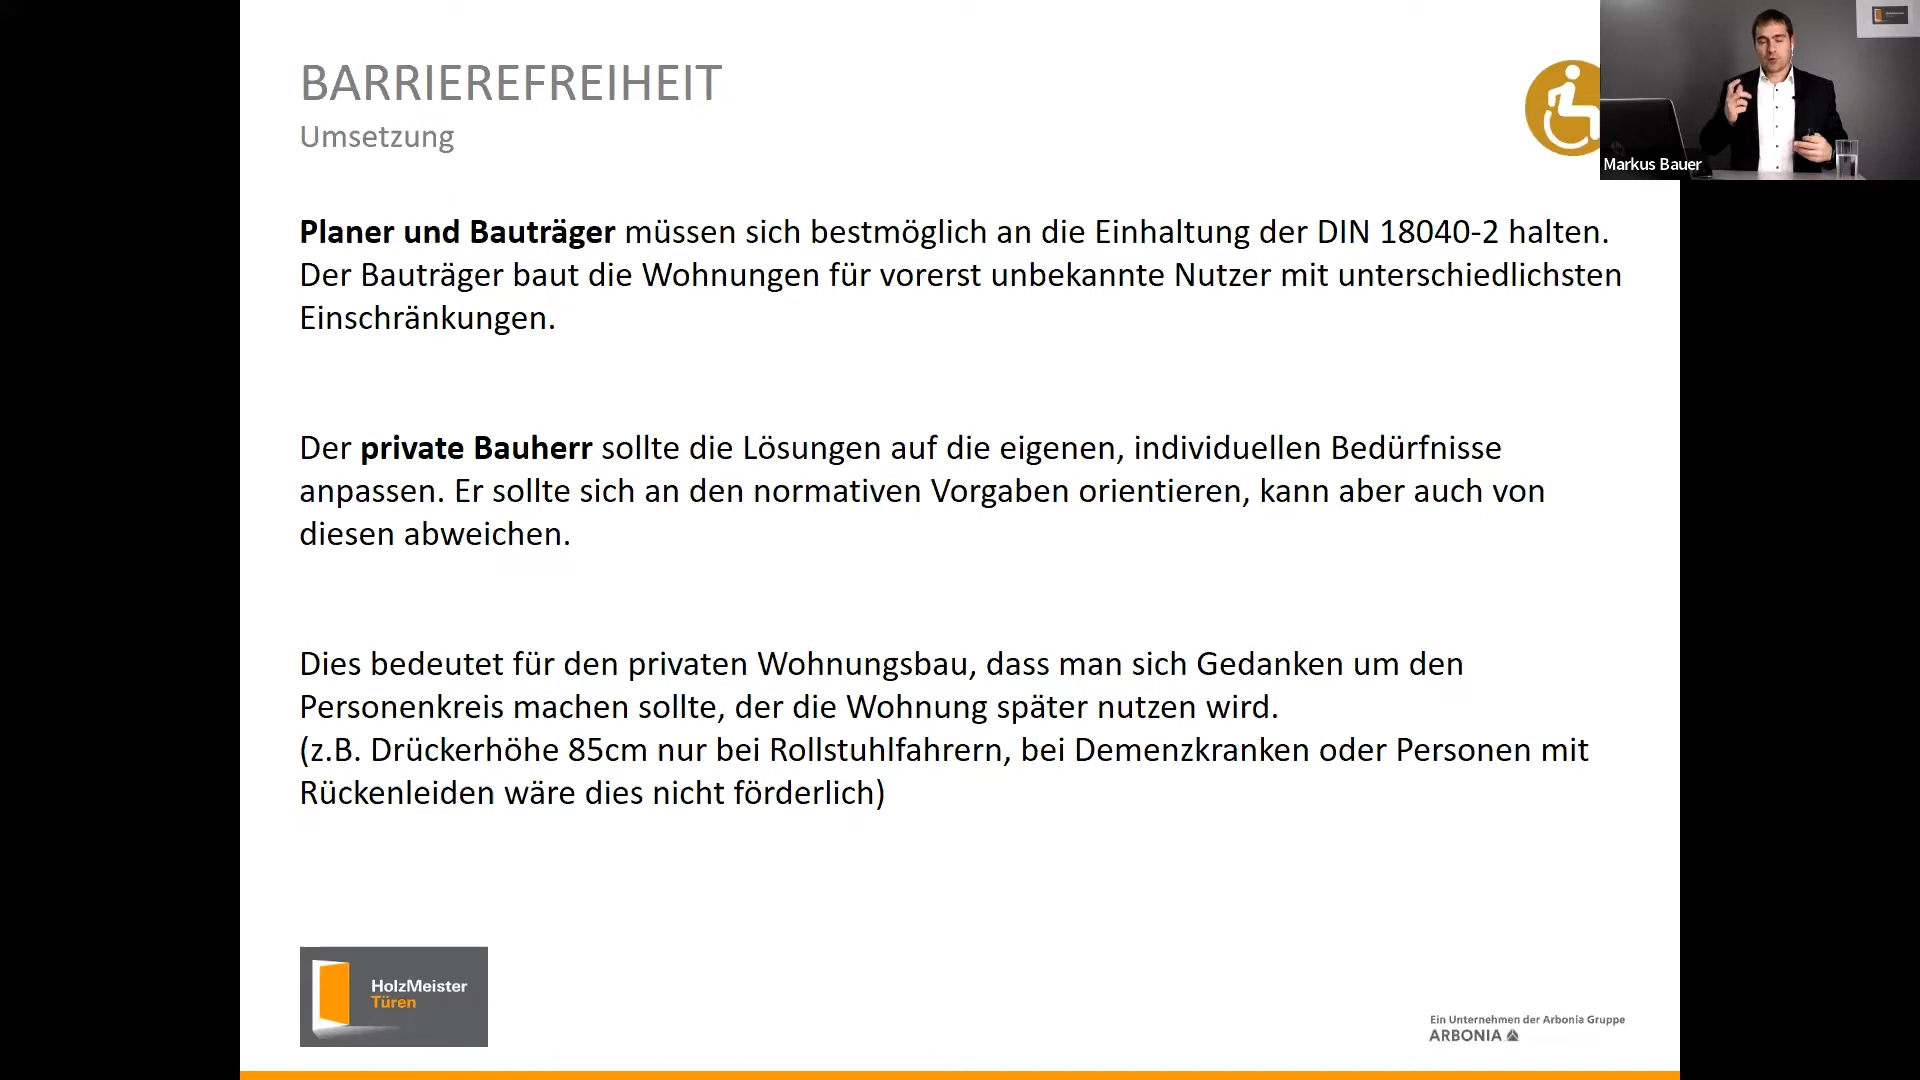 BARRIEREFREIHEIT
Umsetzung
Markus Bauer
Planer und Bauträger müssen sich bestmöglich an die Einhaltung der DIN 18040-2 halten.
Der Bauträger baut die Wohnungen für vorerst unbekannte Nutzer mit unterschiedlichsten
Einschränkungen.
Der private Bauherr sollte die Lösungen auf die eigenen, individuellen Bedürfnisse
anpassen. Er sollte sich an den normativen Vorgaben orientieren, kann aber auch von
diesen abweichen.
Dies bedeutet für den privaten Wohnungsbau, dass man sich Gedanken um den
Personenkreis machen sollte, der die Wohnung später nutzen wird.
(z.B. Drückerhöhe 85cm nur bei Rollstuhlfahrern, bei Demenzkranken oder Personen mit
Rückenleiden wäre dies nicht förderlich)
HolzMeister
Türen
Ein Unternehmen der Arbonia Gruppe
ARBONIA